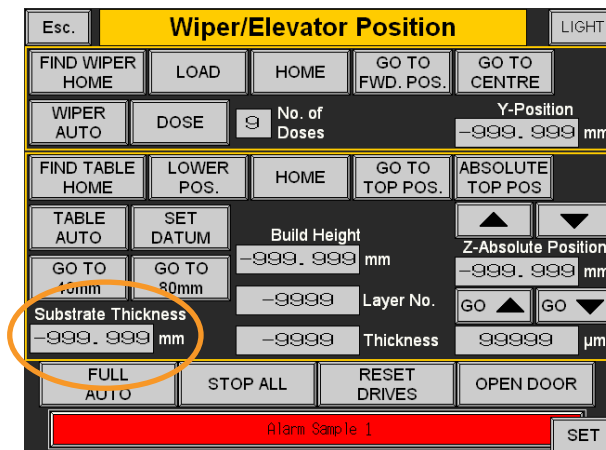 Esc.
Wiper/Elevator Position
LIGHT
FIND WIPER
HOME
LOAD
HOME
GO TO
FWD. POS.
GO TO
CENTRE
WIPER
AUTO
DOSE
9
No. of
Doses
Y-Position
-999.999 mm
FIND TABLE
HOME
LOWER
POS.
HOME
GO TO
TOP POS.
ABSOLUTE
TOP POS
TABLE
AUTO
SET
DATUM
Build Height
-999.999 mm
Z-Absolute Position
-999.999 mm
GO TO
40mm
GO TO
80mm
-9999 Layer No.
GO
GO
Substrate Thickness
-999.999 mm
-9999 Thickness
99999 µm
FULL
AUTO
STOP ALL
RESET
DRIVES
OPEN DOOR
Alarm Sample 1
SET